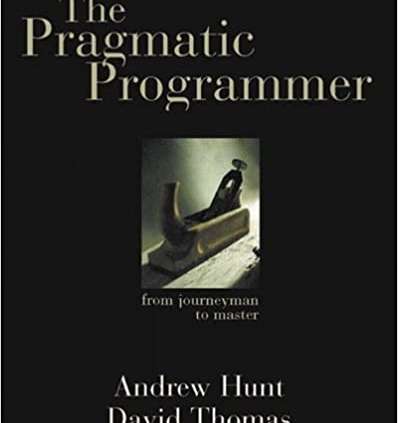 The
Pragmatic
Programmer
from journeyman
to master
Andrew Hunt
David Thomas